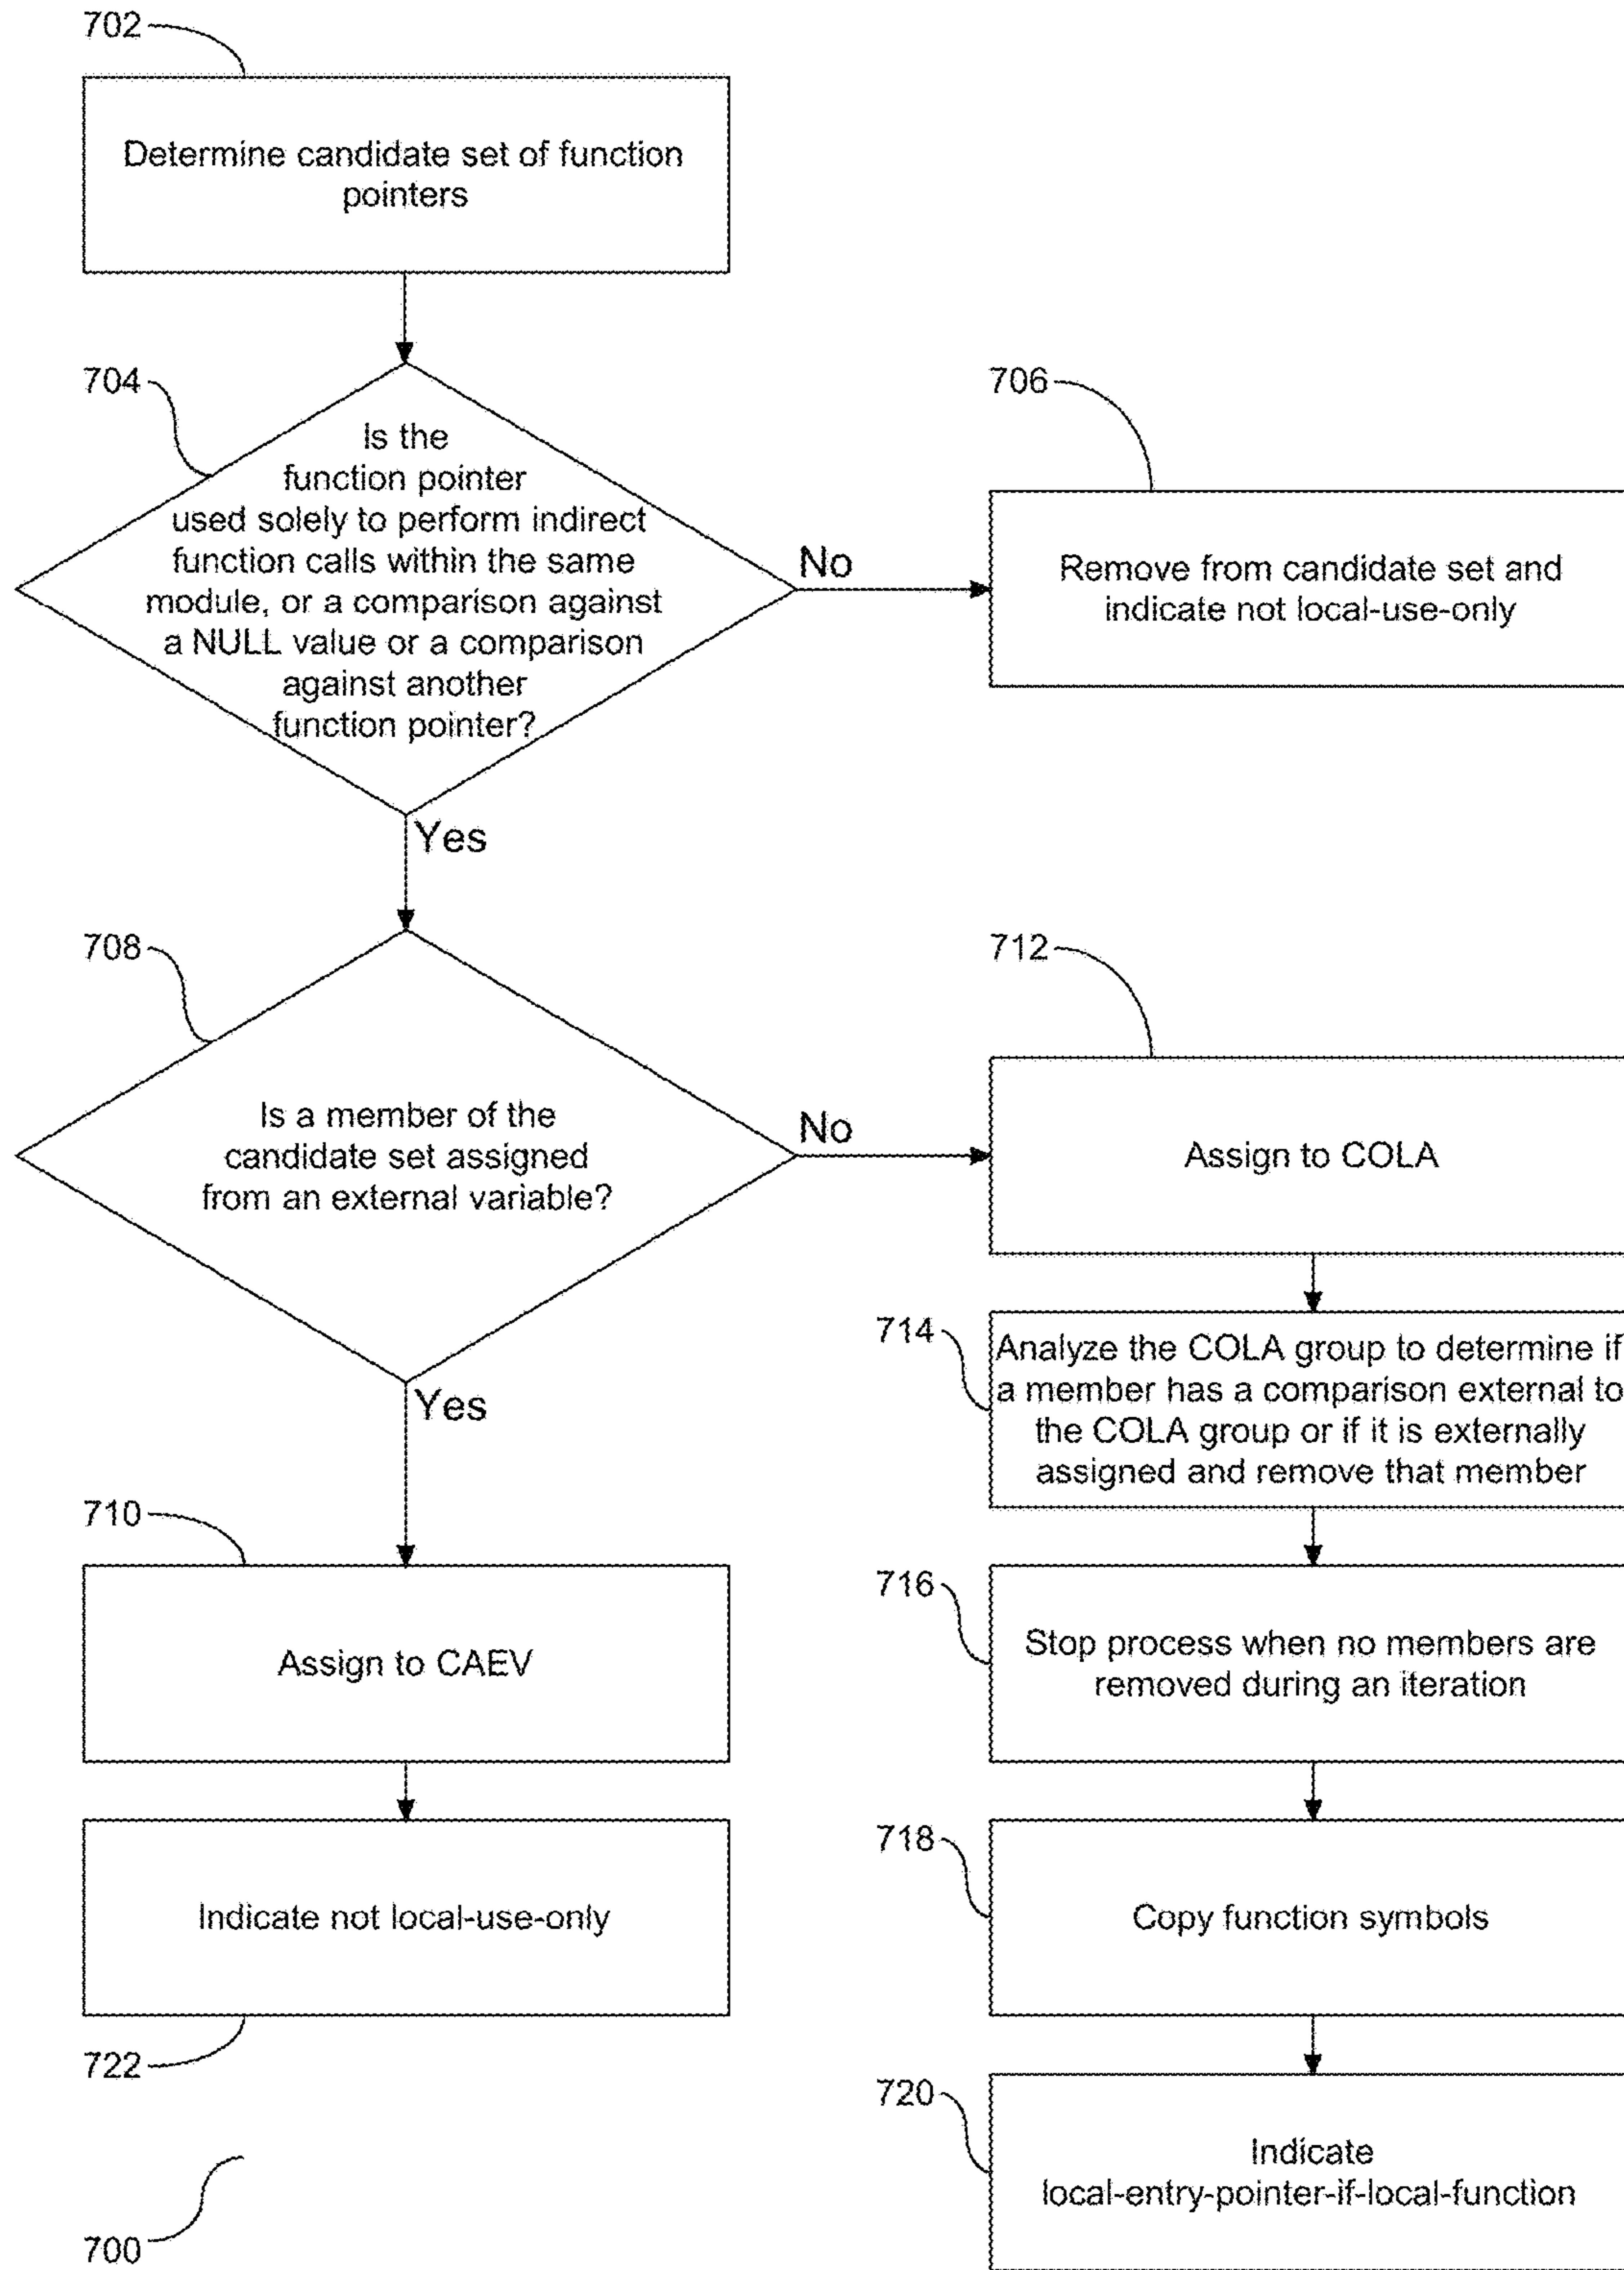 702
Determine candidate set of function
pointers
704
Is the
function pointer
used solely to perform indirect
function calls within the same
module, or a comparison against
a NULL value or a comparison
against another
function pointer?
No
706
Remove from candidate set and
indicate not local-use-only
Yes
708
Is a member of the
candidate set assigned
from an external variable?
No
712
Assign to COLA
Yes
714
Analyze the COLA group to determine if
a member has a comparison external to
the COLA group or if it is externally
assigned and remove that member
710
Assign to CAEV
716
Stop process when no members are
removed during an iteration
Indicate not local-use-only
722
718
Copy function symbols
720
Indicate
local-entry-pointer-if-local-function
700